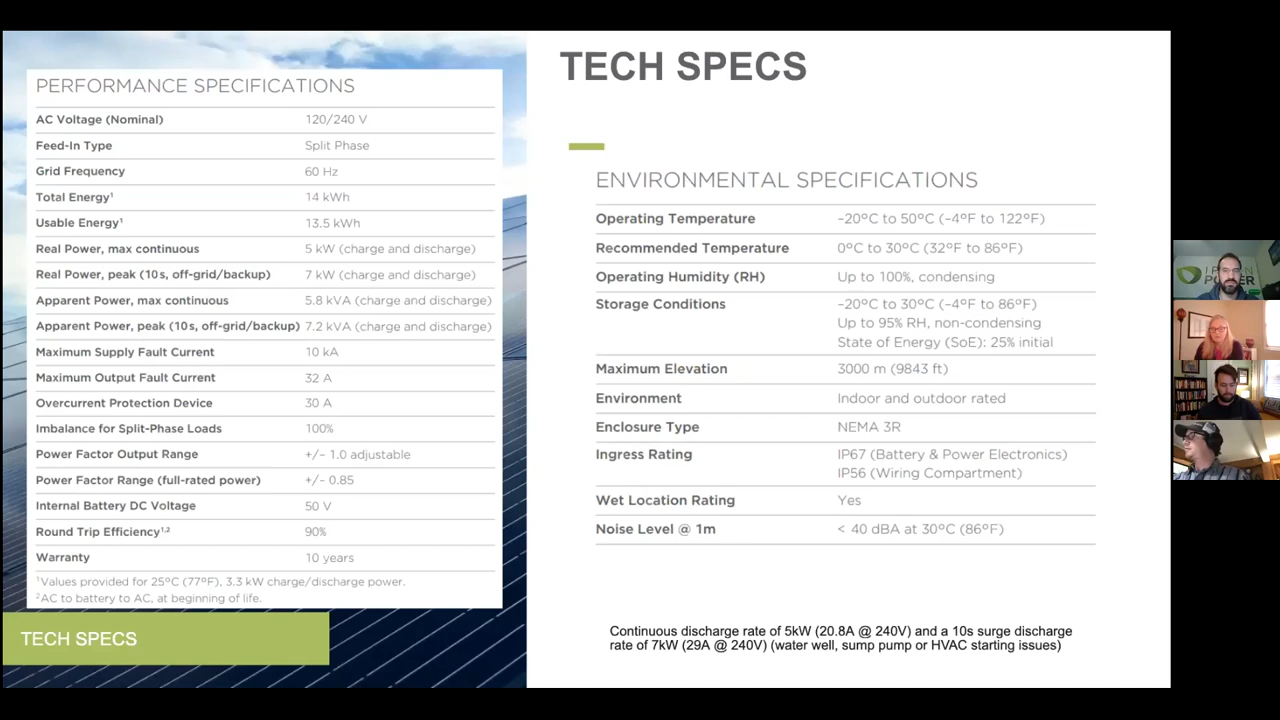 TECH SPECS
PERFORMANCE SPECIFICATIONS
AC Voltage (Nominal) 120/240 V
Feed-In Type Split Phase
Grid Frequency 60 Hz
Total Energy¹ 14 kWh
Usable Energy¹ 13.5 kWh
Real Power, max continuous 5 kW (charge and discharge)
Real Power, peak (10s, off-grid/backup) 7 kW (charge and discharge)
Apparent Power, max continuous 5.8 kVA (charge and discharge)
Apparent Power, peak (10s, off-grid/backup) 7.2 kVA (charge and discharge)
Maximum Supply Fault Current 10 kA
Maximum Output Fault Current 32 A
Overcurrent Protection Device 30 A
Imbalance for Split-Phase Loads 100%
Power Factor Output Range +/– 1.0 adjustable
Power Factor Range (full-rated power) +/– 0.85
Internal Battery DC Voltage 50 V
Round Trip Efficiency¹·² 90%
Warranty 10 years
¹Values provided for 25°C (77°F), 3.3 kW charge/discharge power.
²AC to battery to AC, at beginning of life.
TECH SPECS
ENVIRONMENTAL SPECIFICATIONS
Operating Temperature –20°C to 50°C (–4°F to 122°F)
Recommended Temperature 0°C to 30°C (32°F to 86°F)
Operating Humidity (RH) Up to 100%, condensing
Storage Conditions –20°C to 30°C (–4°F to 86°F)
Up to 95% RH, non-condensing
State of Energy (SoE): 25% initial
Maximum Elevation 3000 m (9843 ft)
Environment Indoor and outdoor rated
Enclosure Type NEMA 3R
Ingress Rating IP67 (Battery & Power Electronics)
IP56 (Wiring Compartment)
Wet Location Rating Yes
Noise Level @ 1m < 40 dBA at 30°C (86°F)
Continuous discharge rate of 5kW (20.8A @ 240V) and a 10s surge discharge
rate of 7kW (29A @ 240V) (water well, sump pump or HVAC starting issues)